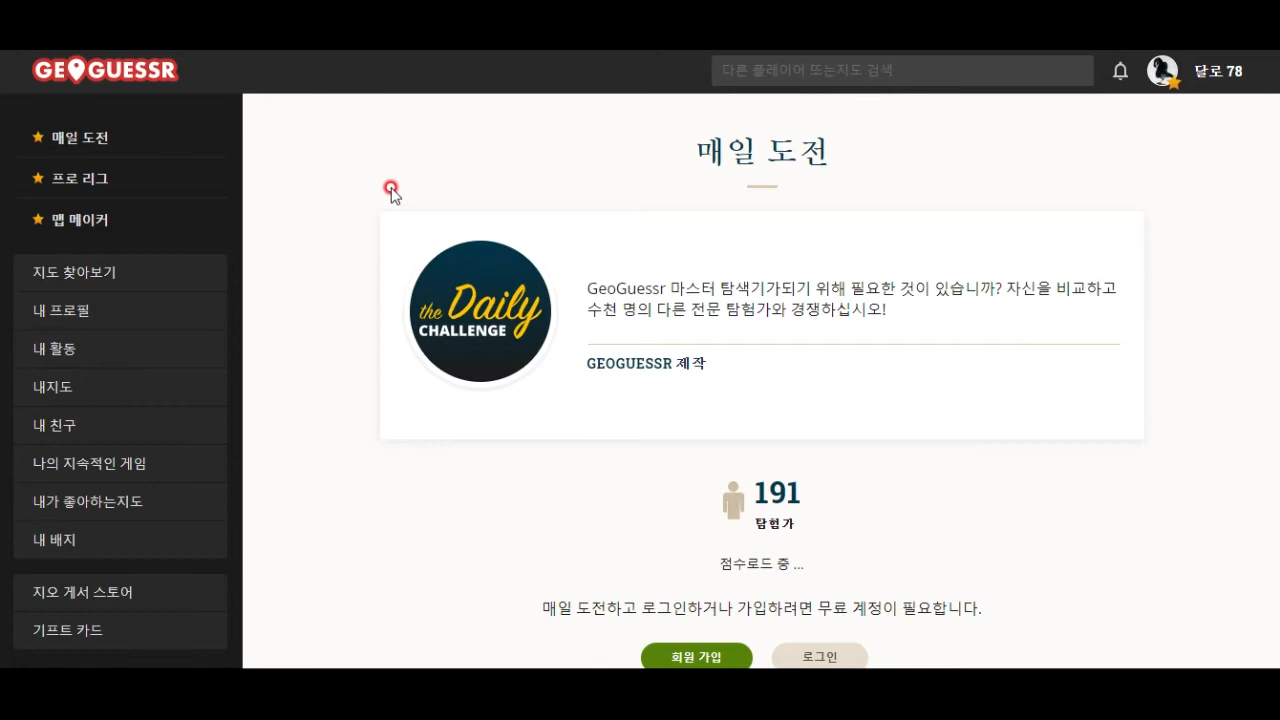 GEOGUESSR
다른 플레이어 또는지도 검색
달로 78
매일 도전
프로 리그
맵 메이커
지도 찾아보기
내 프로필
내 활동
내지도
내 친구
나의 지속적인 게임
내가 좋아하는지도
내 배지
지오 게서 스토어
기프트 카드
매일 도전
the Daily
CHALLENGE
GeoGuessr 마스터 탐색기가되기 위해 필요한 것이 있습니까? 자신을 비교하고
수천 명의 다른 전문 탐험가와 경쟁하십시오!
GEOGUESSR 제작
191
탐험가
점수로드 중 ...
매일 도전하고 로그인하거나 가입하려면 무료 계정이 필요합니다.
회원 가입
로그인